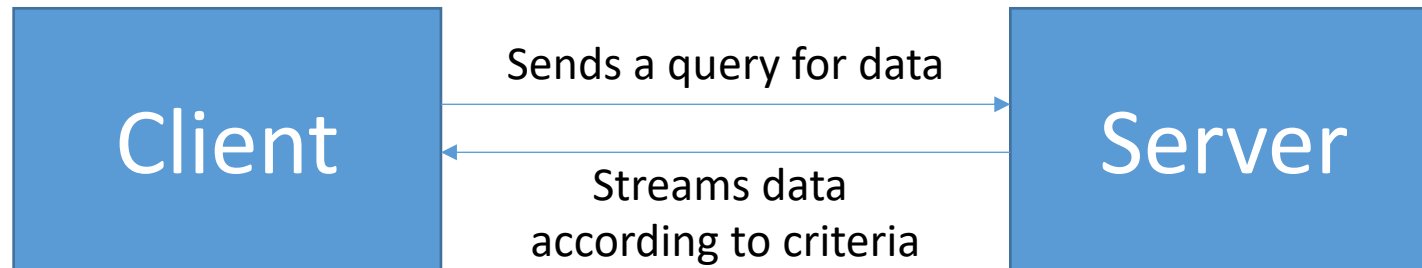 Client
Sends a query for data
Streams data
according to criteria
Server